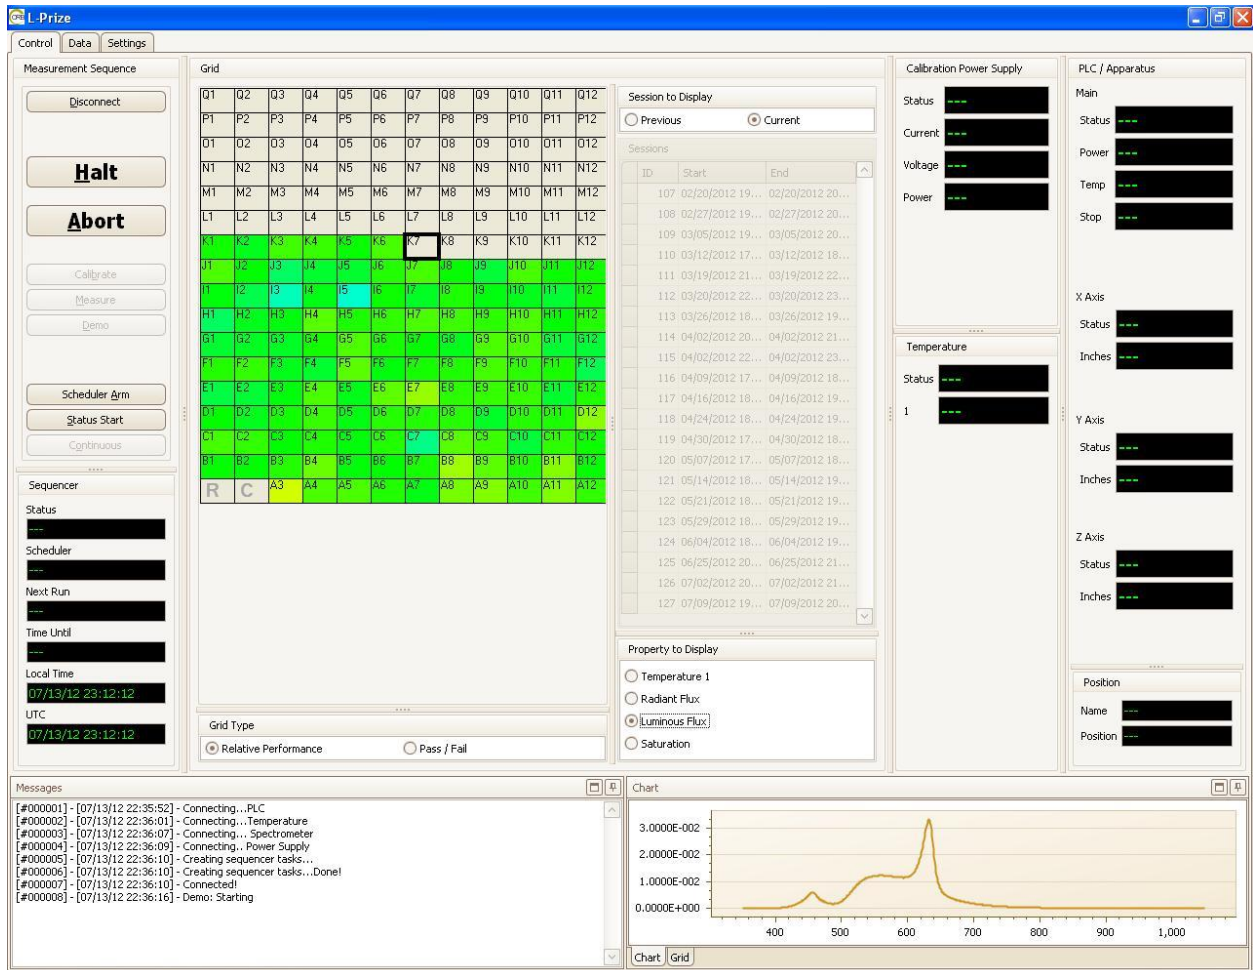 L-Prize
Control Data Settings
Measurement Sequence
Disconnect
Halt
Abort
Calibrate
Measure
Demo
Scheduler Arm
Status Start
Continuous
Sequencer
Status
---
Scheduler
---
Next Run
---
Time Until
---
Local Time
07/13/12 23:12:12
UTC
07/13/12 23:12:12
Grid
Q1 Q2 Q3 Q4 Q5 Q6 Q7 Q8 Q9 Q10 Q11 Q12
P1 P2 P3 P4 P5 P6 P7 P8 P9 P10 P11 P12
O1 O2 O3 O4 O5 O6 O7 O8 O9 O10 O11 O12
N1 N2 N3 N4 N5 N6 N7 N8 N9 N10 N11 N12
M1 M2 M3 M4 M5 M6 M7 M8 M9 M10 M11 M12
L1 L2 L3 L4 L5 L6 L7 L8 L9 L10 L11 L12
K1 K2 K3 K4 K5 K6 K7 K8 K9 K10 K11 K12
J1 J2 J3 J4 J5 J6 J7 J8 J9 J10 J11 J12
I1 I2 I3 I4 I5 I6 I7 I8 I9 I10 I11 I12
H1 H2 H3 H4 H5 H6 H7 H8 H9 H10 H11 H12
G1 G2 G3 G4 G5 G6 G7 G8 G9 G10 G11 G12
F1 F2 F3 F4 F5 F6 F7 F8 F9 F10 F11 F12
E1 E2 E3 E4 E5 E6 E7 E8 E9 E10 E11 E12
D1 D2 D3 D4 D5 D6 D7 D8 D9 D10 D11 D12
C1 C2 C3 C4 C5 C6 C7 C8 C9 C10 C11 C12
B1 B2 B3 B4 B5 B6 B7 B8 B9 B10 B11 B12
R C A3 A4 A5 A6 A7 A8 A9 A10 A11 A12
Grid Type
Relative Performance Pass / Fail
Session to Display
Previous Current
Sessions
ID Start End
107 02/20/2012 19... 02/20/2012 20...
108 02/27/2012 19... 02/27/2012 20...
109 03/05/2012 19... 03/05/2012 20...
110 03/12/2012 17... 03/12/2012 18...
111 03/19/2012 21... 03/19/2012 22...
112 03/20/2012 22... 03/20/2012 23...
113 03/26/2012 18... 03/26/2012 19...
114 04/02/2012 20... 04/02/2012 21...
115 04/02/2012 22... 04/02/2012 23...
116 04/09/2012 17... 04/09/2012 18...
117 04/16/2012 18... 04/16/2012 19...
118 04/24/2012 18... 04/24/2012 19...
119 04/30/2012 17... 04/30/2012 18...
120 05/07/2012 17... 05/07/2012 18...
121 05/14/2012 18... 05/14/2012 19...
122 05/21/2012 18... 05/21/2012 19...
123 05/29/2012 18... 05/29/2012 19...
124 06/04/2012 18... 06/04/2012 19...
125 06/25/2012 20... 06/25/2012 21...
126 07/02/2012 20... 07/02/2012 21...
127 07/09/2012 19... 07/09/2012 20...
Property to Display
Temperature 1
Radiant Flux
Luminous Flux
Saturation
Calibration Power Supply
Status ---
Current ---
Voltage ---
Power ---
Temperature
Status ---
1 ---
PLC / Apparatus
Main
Status ---
Power ---
Temp ---
Stop ---
X Axis
Status ---
Inches ---
Y Axis
Status ---
Inches ---
Z Axis
Status ---
Inches ---
Position
Name ---
Position ---
Messages
[#000001] - [07/13/12 22:35:52] - Connecting...PLC
[#000002] - [07/13/12 22:36:01] - Connecting...Temperature
[#000003] - [07/13/12 22:36:07] - Connecting... Spectrometer
[#000004] - [07/13/12 22:36:09] - Connecting.. Power Supply
[#000005] - [07/13/12 22:36:10] - Creating sequencer tasks...
[#000006] - [07/13/12 22:36:10] - Creating sequencer tasks...Done!
[#000007] - [07/13/12 22:36:10] - Connected!
[#000008] - [07/13/12 22:36:16] - Demo: Starting
Chart
3.0000E-002
2.0000E-002
1.0000E-002
0.0000E+000
400 500 600 700 800 900 1,000
Chart Grid